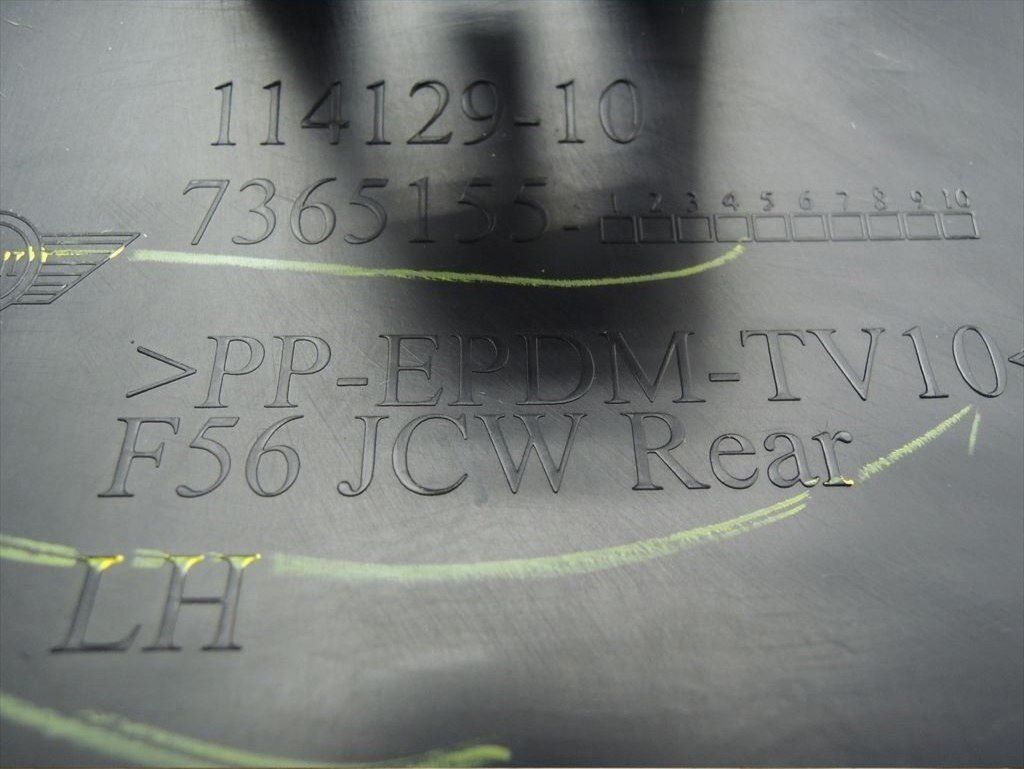 114129-10
7365155- 1 2 3 4 5 6 7 8 9 10
>PP-EPDM-TV10<
F56 JCW Rear
LH